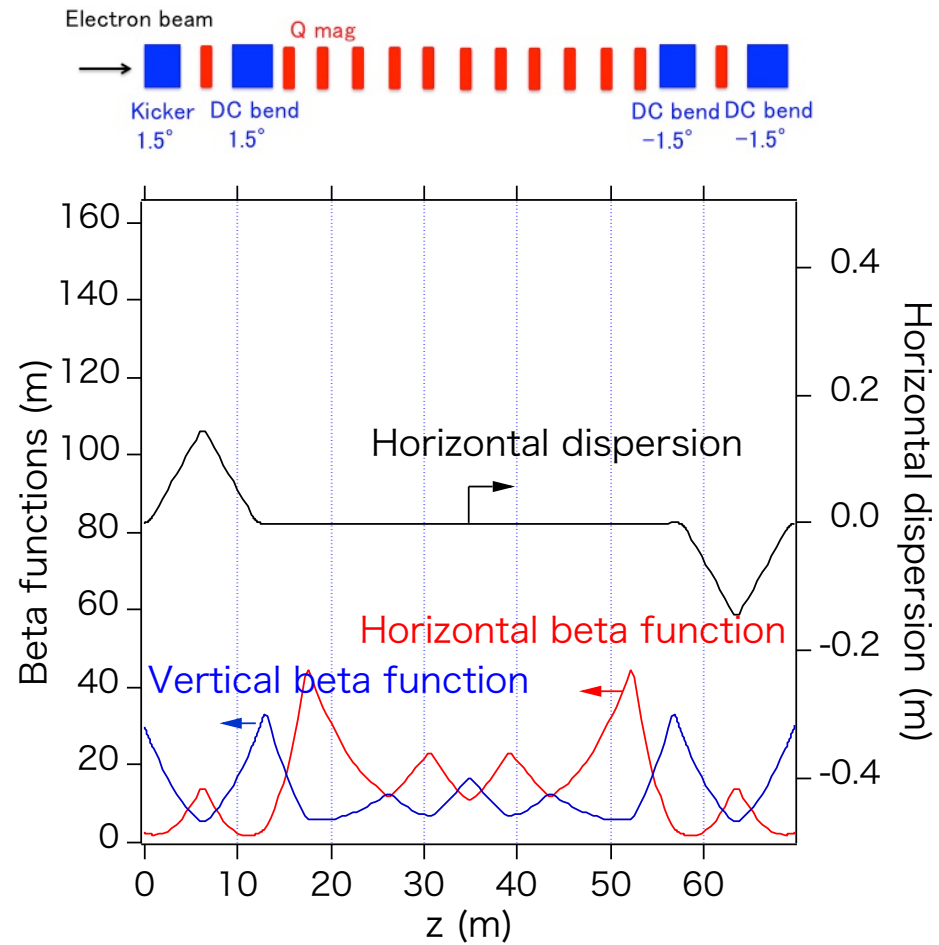 Electron beam
Q mag
Kicker DC bend DC bend DC bend
1.5° 1.5° −1.5° −1.5°
160
140
120
100
80
60
40
20
0
Beta functions (m)
0.4
0.2
0.0
-0.2
-0.4
Horizontal dispersion (m)
Horizontal dispersion
Horizontal beta function
Vertical beta function
0 10 20 30 40 50 60
z (m)